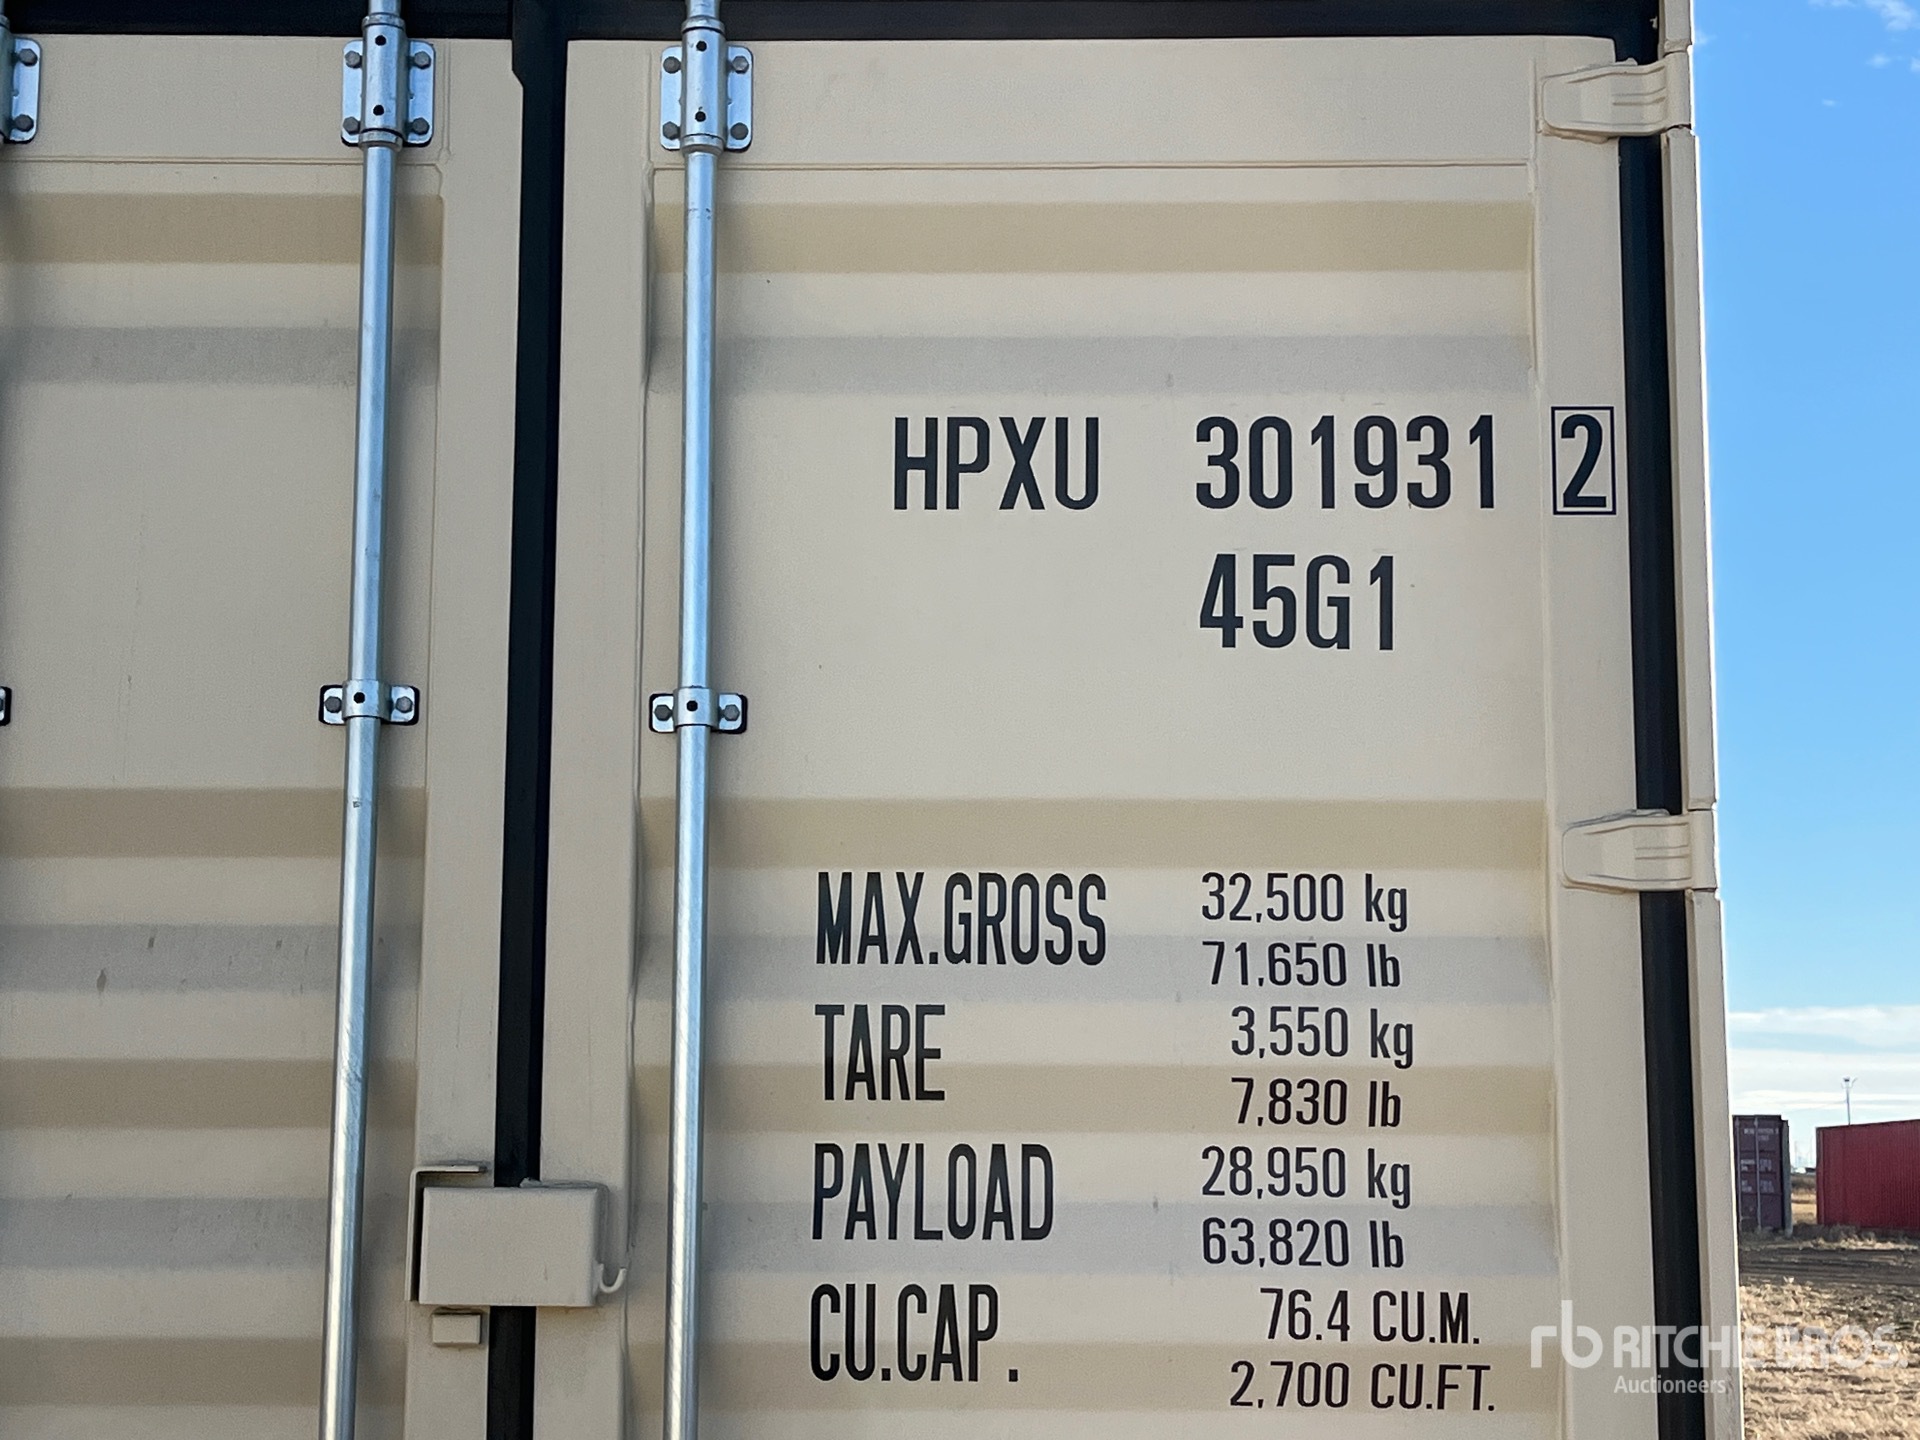 HPXU 301931 2
45G1
MAX.GROSS 32,500 kg
71,650 lb
TARE 3,550 kg
7,830 lb
PAYLOAD 28,950 kg
63,820 lb
CU.CAP. 76.4 CU.M.
2,700 CU.FT.
rb RITCHIE BROS.
Auctioneers